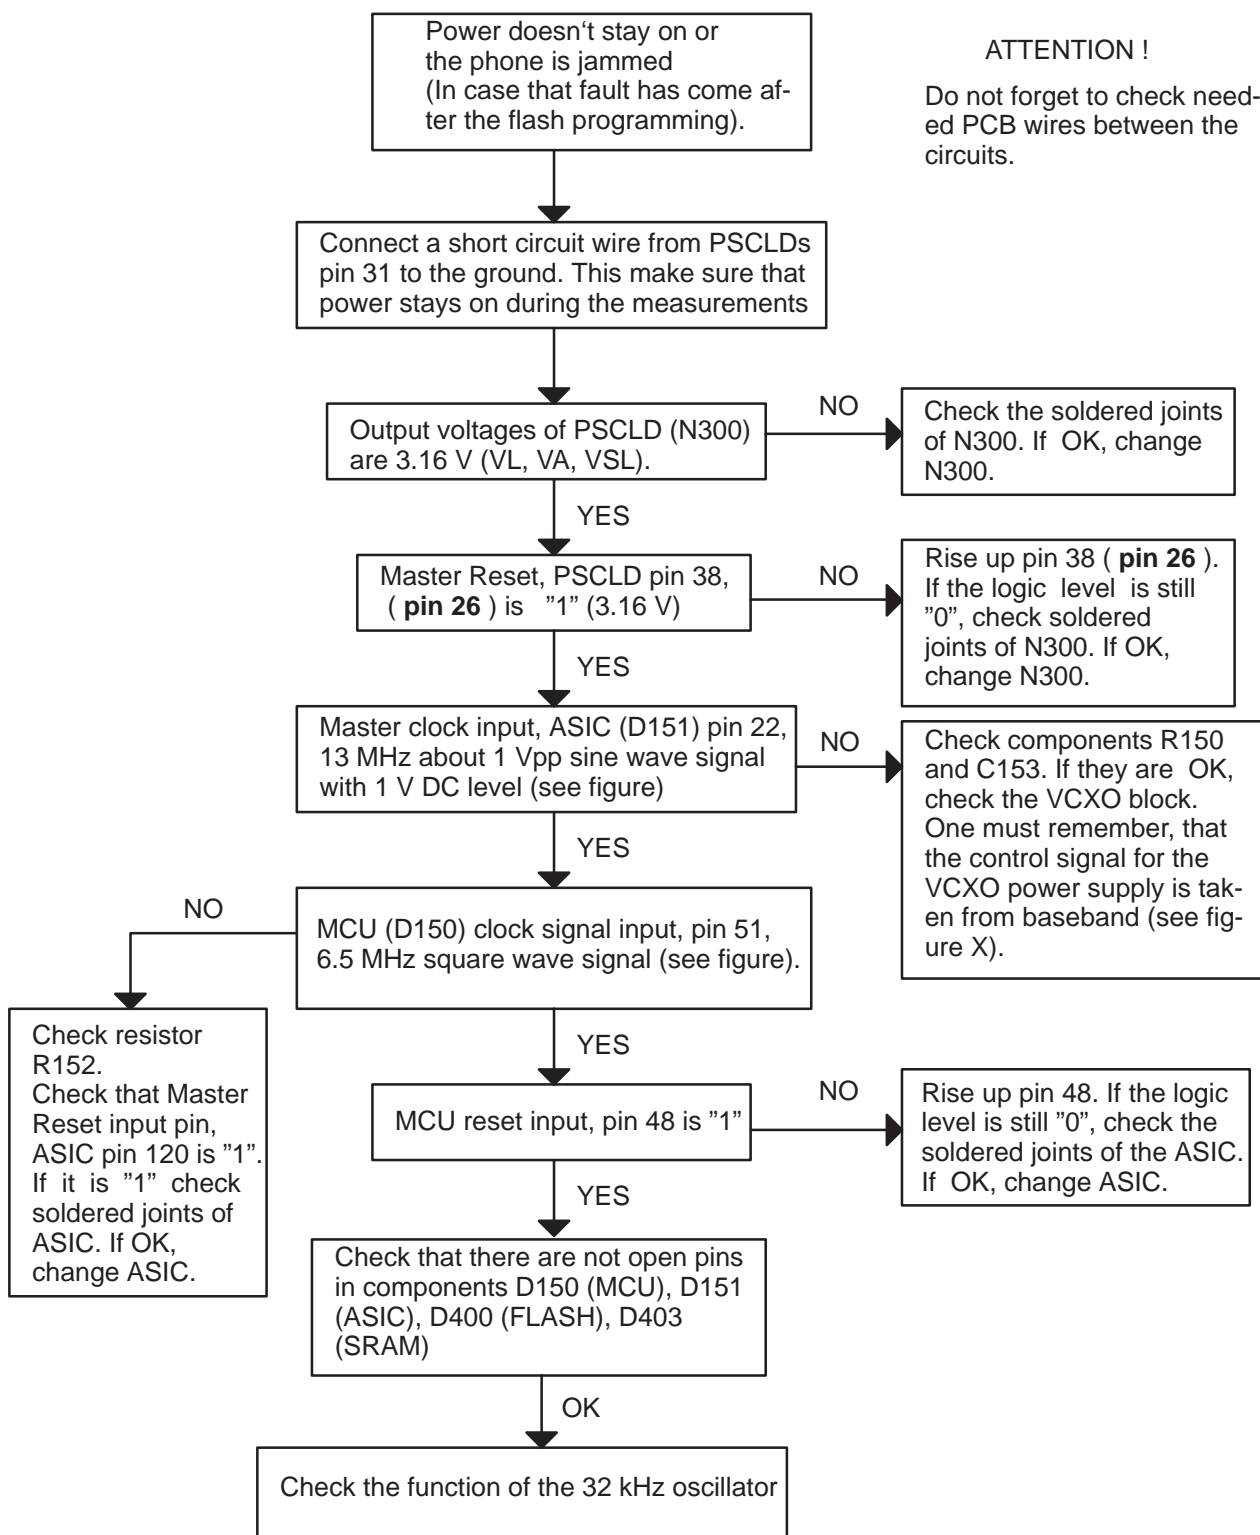 Power doesn‘t stay on or
the phone is jammed
(In case that fault has come af-
ter the flash programming).
ATTENTION !
Do not forget to check need-
ed PCB wires between the
circuits.
Connect a short circuit wire from PSCLDs
pin 31 to the ground. This make sure that
power stays on during the measurements
Output voltages of PSCLD (N300)
are 3.16 V (VL, VA, VSL).
NO
Check the soldered joints
of N300. If OK, change
N300.
YES
Master Reset, PSCLD pin 38,
( pin 26 ) is ”1” (3.16 V)
NO
Rise up pin 38 ( pin 26 ).
If the logic level is still
”0”, check soldered
joints of N300. If OK,
change N300.
YES
Master clock input, ASIC (D151) pin 22,
13 MHz about 1 Vpp sine wave signal
with 1 V DC level (see figure)
NO
Check components R150
and C153. If they are OK,
check the VCXO block.
One must remember, that
the control signal for the
VCXO power supply is tak-
en from baseband (see fig-
ure X).
YES
MCU (D150) clock signal input, pin 51,
6.5 MHz square wave signal (see figure).
NO
Check resistor
R152.
Check that Master
Reset input pin,
ASIC pin 120 is ”1”.
If it is ”1” check
soldered joints of
ASIC. If OK,
change ASIC.
YES
MCU reset input, pin 48 is ”1”
NO
Rise up pin 48. If the logic
level is still ”0”, check the
soldered joints of the ASIC.
If OK, change ASIC.
YES
Check that there are not open pins
in components D150 (MCU), D151
(ASIC), D400 (FLASH), D403
(SRAM)
OK
Check the function of the 32 kHz oscillator